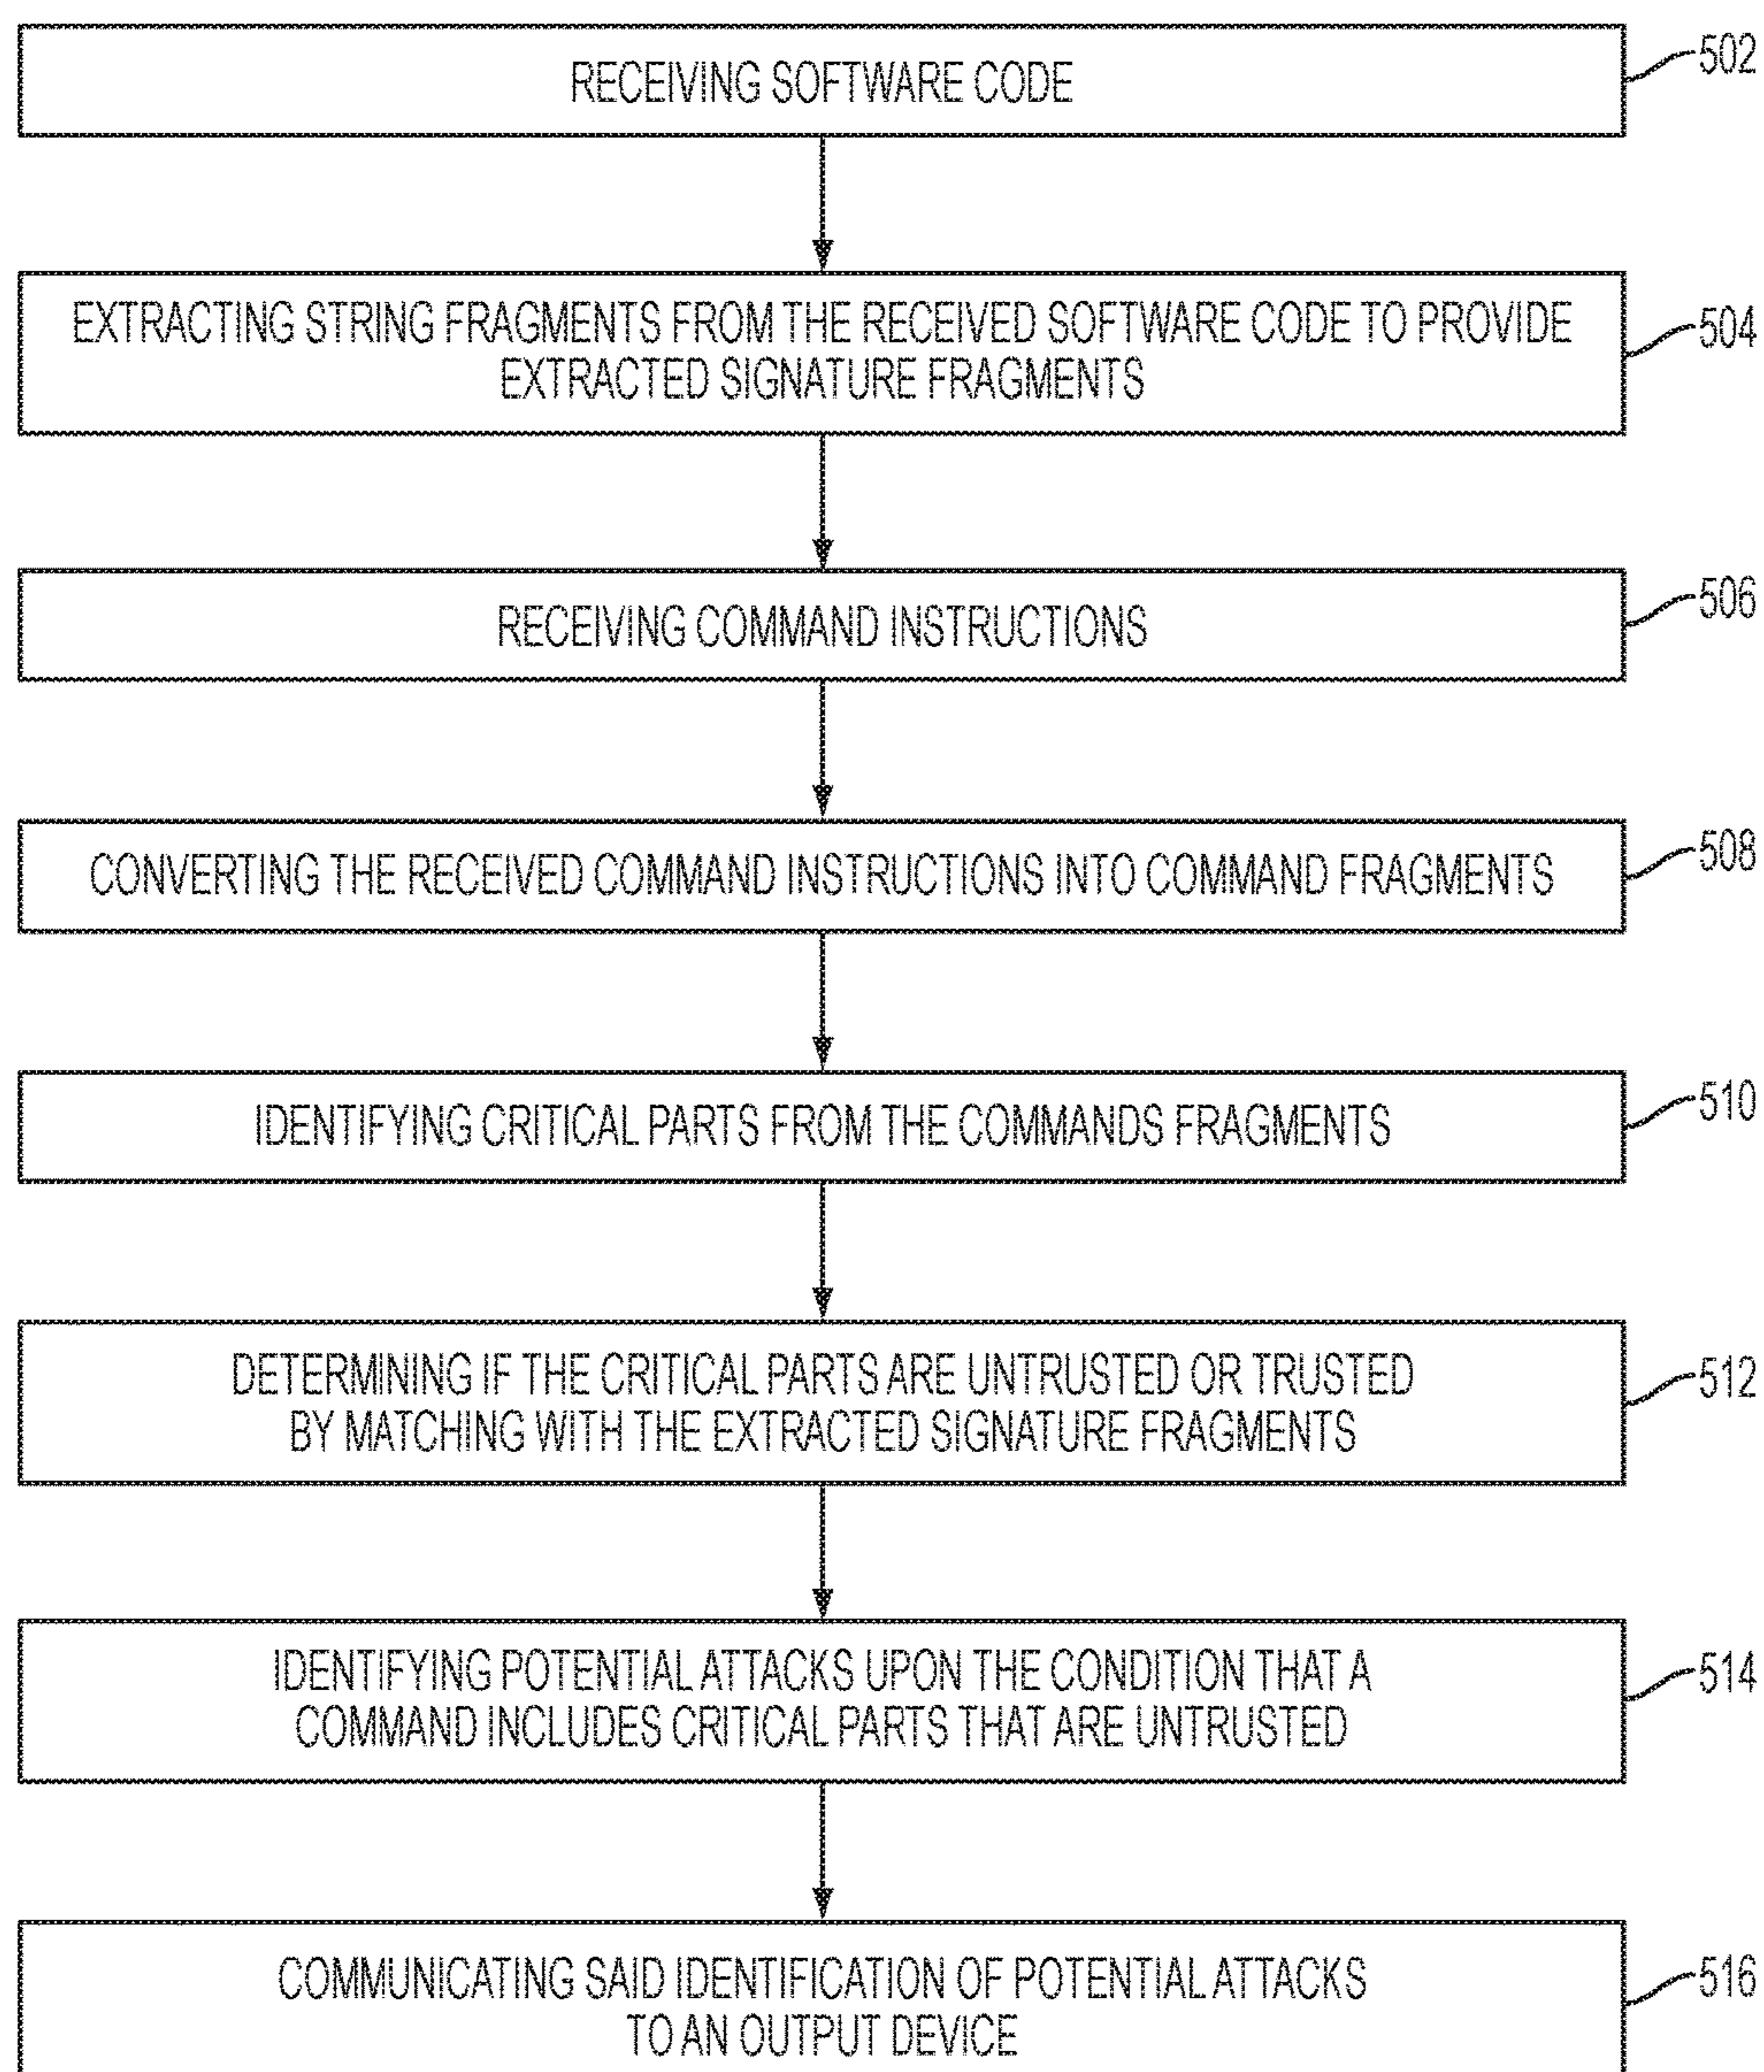 RECEIVING SOFTWARE CODE
502
EXTRACTING STRING FRAGMENTS FROM THE RECEIVED SOFTWARE CODE TO PROVIDE
EXTRACTED SIGNATURE FRAGMENTS
504
RECEIVING COMMAND INSTRUCTIONS
506
CONVERTING THE RECEIVED COMMAND INSTRUCTIONS INTO COMMAND FRAGMENTS
508
IDENTIFYING CRITICAL PARTS FROM THE COMMANDS FRAGMENTS
510
DETERMINING IF THE CRITICAL PARTS ARE UNTRUSTED OR TRUSTED
BY MATCHING WITH THE EXTRACTED SIGNATURE FRAGMENTS
512
IDENTIFYING POTENTIAL ATTACKS UPON THE CONDITION THAT A
COMMAND INCLUDES CRITICAL PARTS THAT ARE UNTRUSTED
514
COMMUNICATING SAID IDENTIFICATION OF POTENTIAL ATTACKS
TO AN OUTPUT DEVICE
516